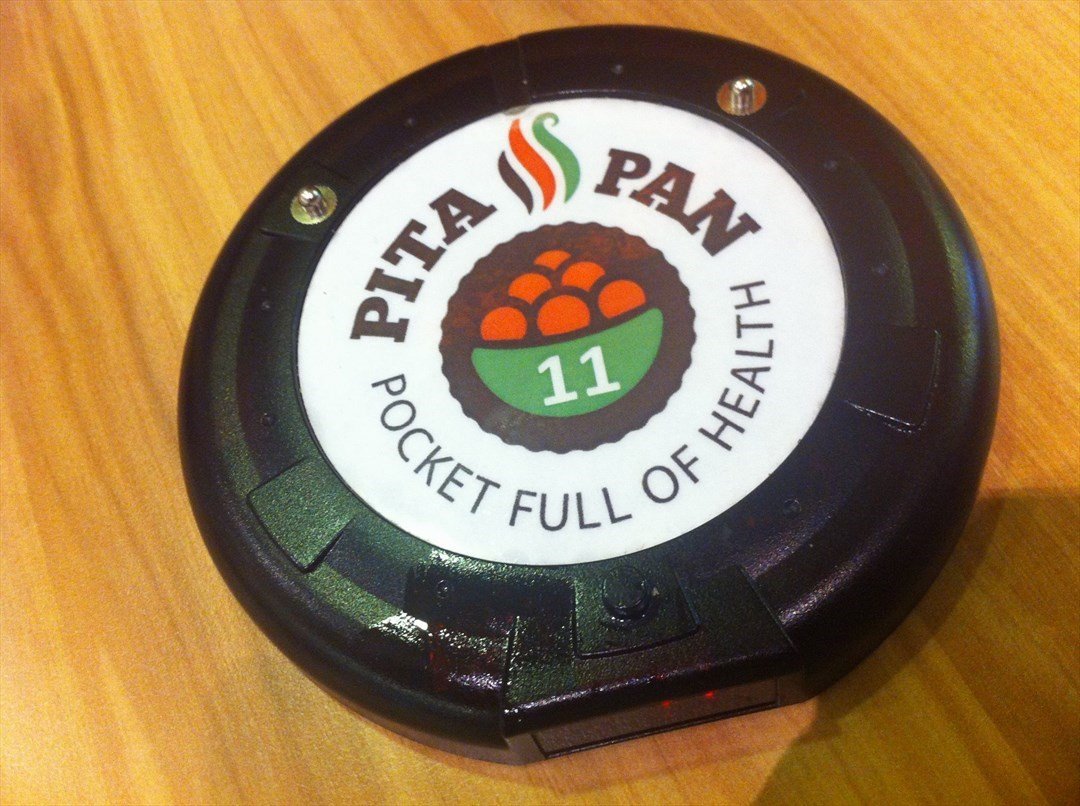 PITA PAN
11
POCKET FULL OF HEALTH